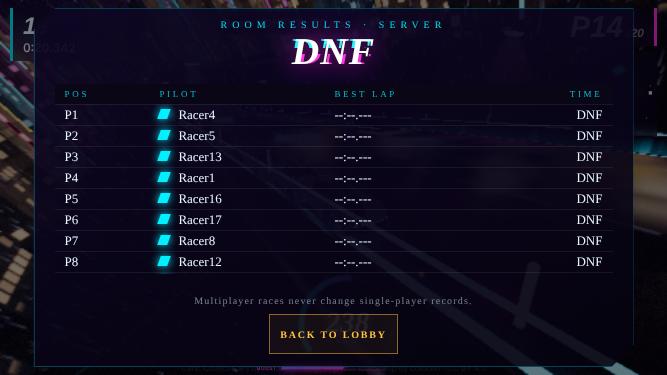 ROOM RESULTS · SERVER
DNF
P14
POS PILOT BEST LAP TIME
P1 Racer4 --:--.--- DNF
P2 Racer5 --:--.--- DNF
P3 Racer13 --:--.--- DNF
P4 Racer1 --:--.--- DNF
P5 Racer16 --:--.--- DNF
P6 Racer17 --:--.--- DNF
P7 Racer8 --:--.--- DNF
P8 Racer12 --:--.--- DNF
Multiplayer races never change single-player records.
238
BACK TO LOBBY